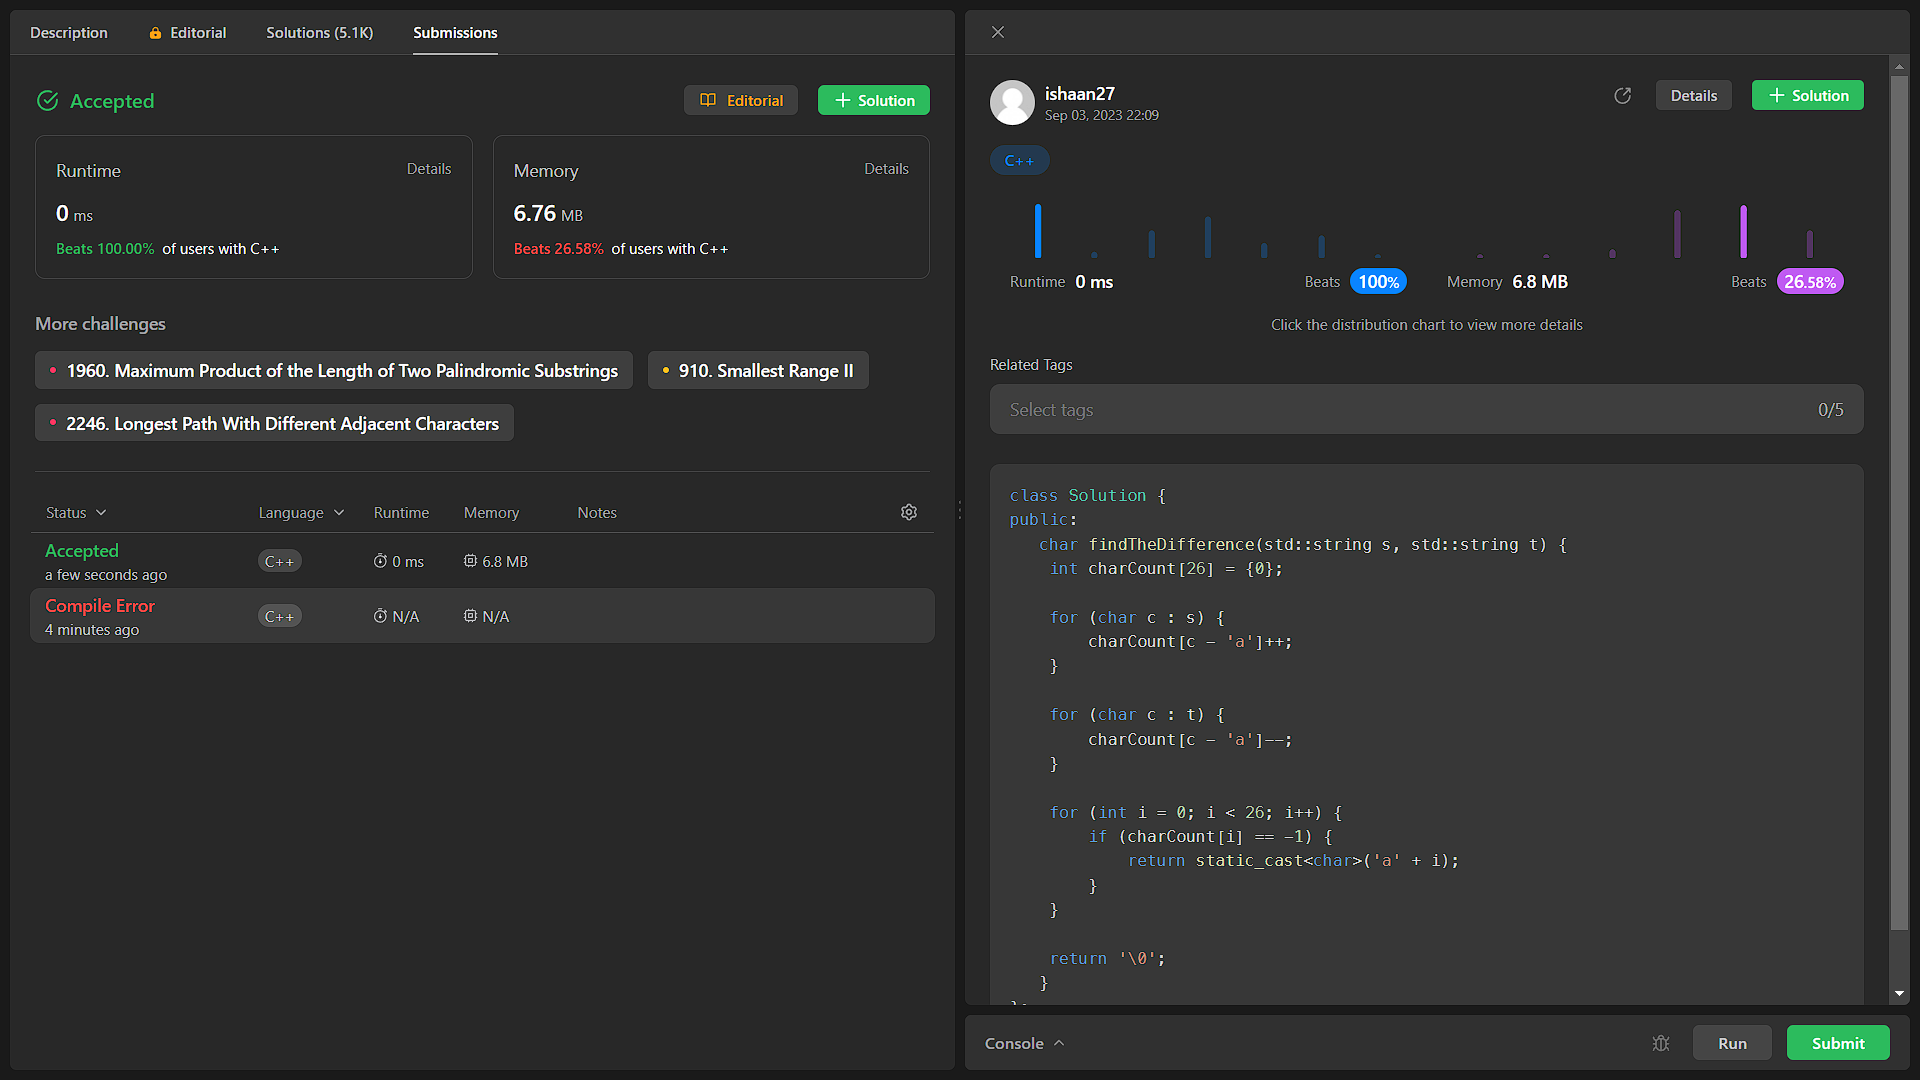 Description
Editorial
Solutions (5.1K)
Submissions
Accepted
Editorial
Solution
Runtime
Details
0 ms
Beats 100.00% of users with C++
Memory
Details
6.76 MB
Beats 26.58% of users with C++
More challenges
1960. Maximum Product of the Length of Two Palindromic Substrings
910. Smallest Range II
2246. Longest Path With Different Adjacent Characters
Status Language Runtime Memory Notes
Accepted
a few seconds ago
C++
0 ms
6.8 MB
Compile Error
4 minutes ago
C++
N/A
N/A
ishaan27
Sep 03, 2023 22:09
Details
Solution
C++
Runtime 0 ms
Beats 100%
Memory 6.8 MB
Beats 26.58%
Click the distribution chart to view more details
Related Tags
Select tags
0/5
class Solution {
public:
char findTheDifference(std::string s, std::string t) {
int charCount[26] = {0};
for (char c : s) {
charCount[c - 'a']++;
}
for (char c : t) {
charCount[c - 'a']--;
}
for (int i = 0; i < 26; i++) {
if (charCount[i] == -1) {
return static_cast<char>('a' + i);
}
}
return '\0';
}
Console
Run
Submit